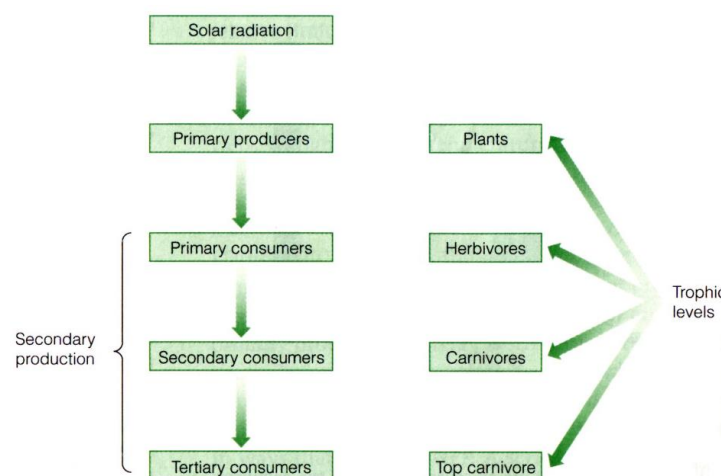 Solar radiation
Primary producers
Plants
Primary consumers
Herbivores
Trophic
levels
Secondary
production
Secondary consumers
Carnivores
Tertiary consumers
Top carnivore